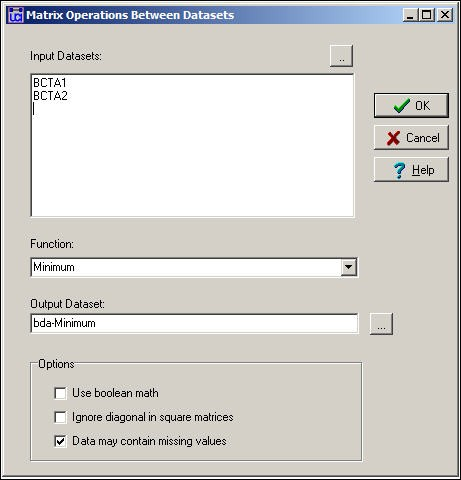 UCI
Matrix Operations Between Datasets
Input Datasets:
..
BCTA1
BCTA2
OK
Cancel
Help
Function:
Minimum
Output Dataset:
bda-Minimum
...
Options
Use boolean math
Ignore diagonal in square matrices
Data may contain missing values